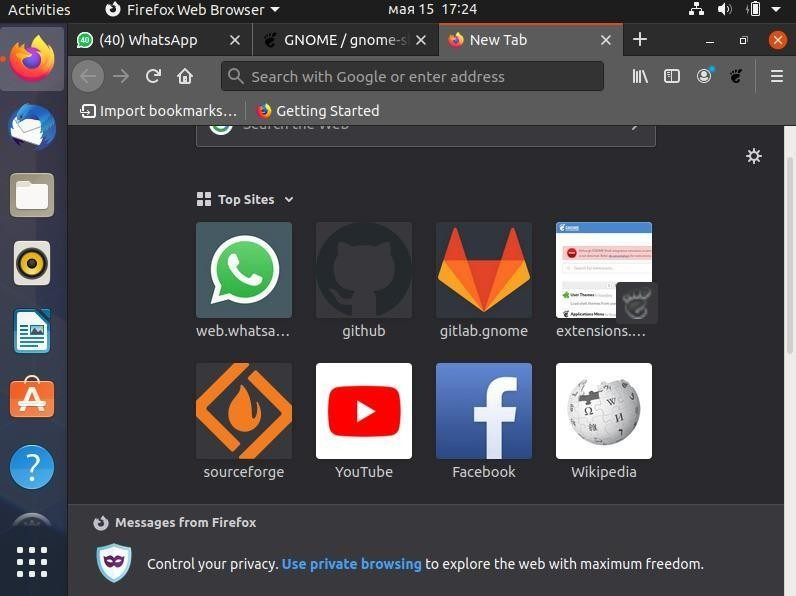 Activities Firefox Web Browser мая 15 17:24
(40) WhatsApp GNOME / gnome-s New Tab
Search with Google or enter address
Import bookmarks… Getting Started
Search the Web
Top Sites
web.whatsa… github gitlab.gnome extensions.…
sourceforge YouTube Facebook Wikipedia
Messages from Firefox
Control your privacy. Use private browsing to explore the web with maximum freedom.